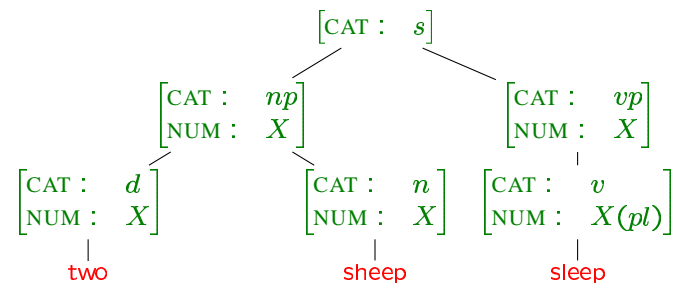 [CAT : s]
[CAT : np] [CAT : vp]
[NUM : X] [NUM : X]
[CAT : d] [CAT : n] [CAT : v]
[NUM : X] [NUM : X] [NUM : X(pl)]
two sheep sleep